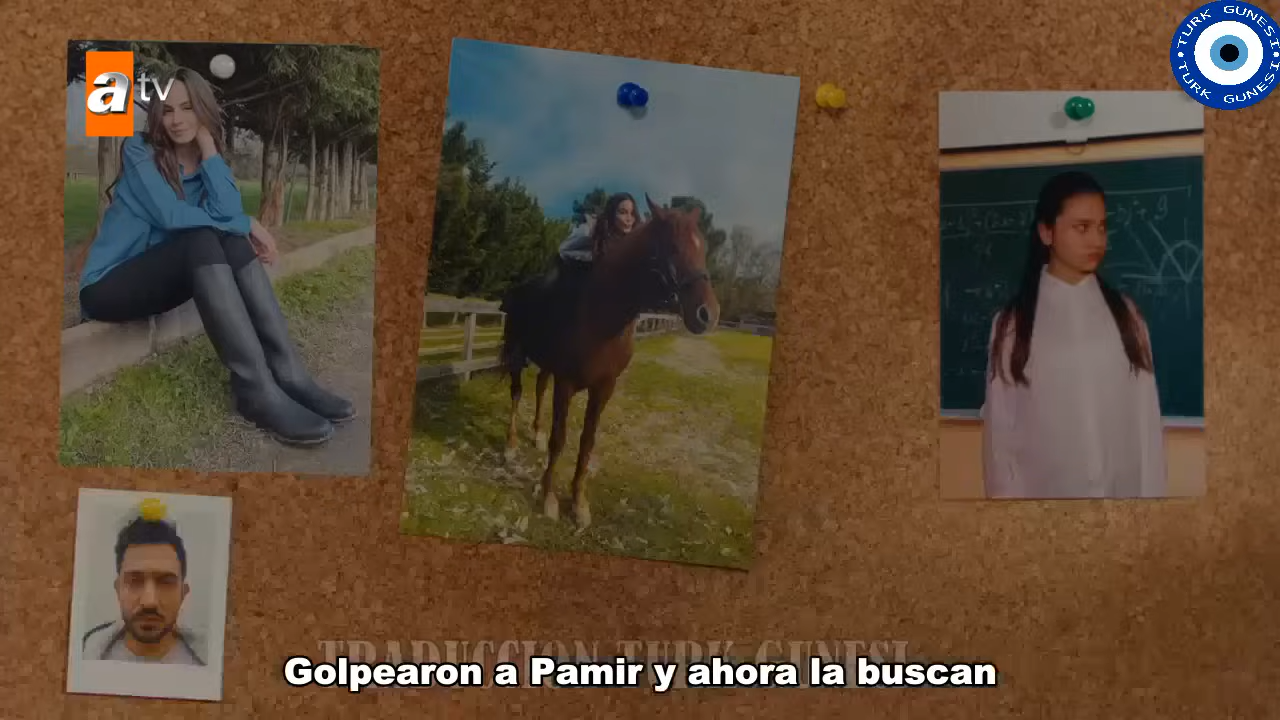 atv
TURK GUNESI
TURK GUNESI
TRADUCCION TURK GUNESI
Golpearon a Pamir y ahora la buscan